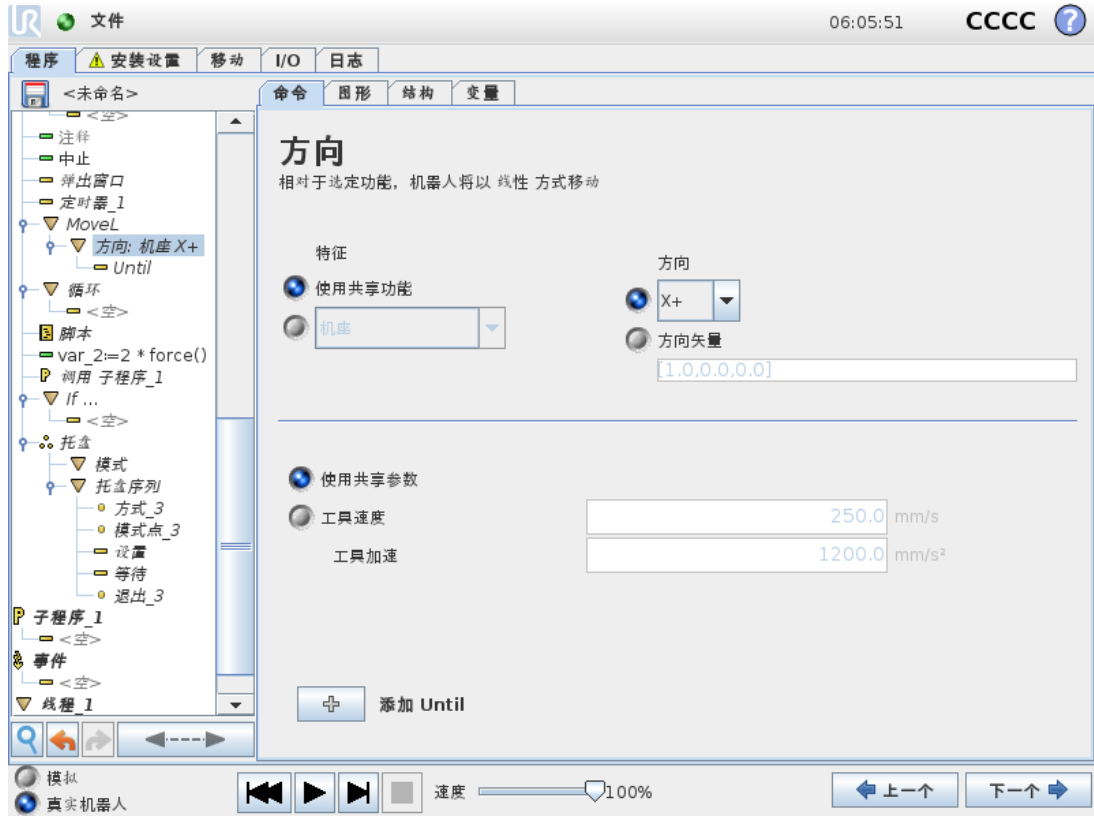 UR 文件 06:05:51 CCCC ?
程序 安装设置 移动 I/O 日志
<未命名>
命令 图形 结构 变量
<空>
注释
中止
弹出窗口
定时器_1
MoveL
方向: 机座 X+
Until
循环
<空>
脚本
var_2:=2 * force()
P 调用 子程序_1
If ...
<空>
托盘
模式
托盘序列
方式_3
模式点_3
设置
等待
退出_3
P 子程序_1
<空>
事件
<空>
线程_1
方向
相对于选定功能，机器人将以 线性 方式移动
特征
使用共享功能
机座
方向
X+
方向矢量
[1.0,0.0,0.0]
使用共享参数
工具速度 250.0 mm/s
工具加速 1200.0 mm/s²
添加 Until
模拟
真实机器人
速度 100%
上一个 下一个